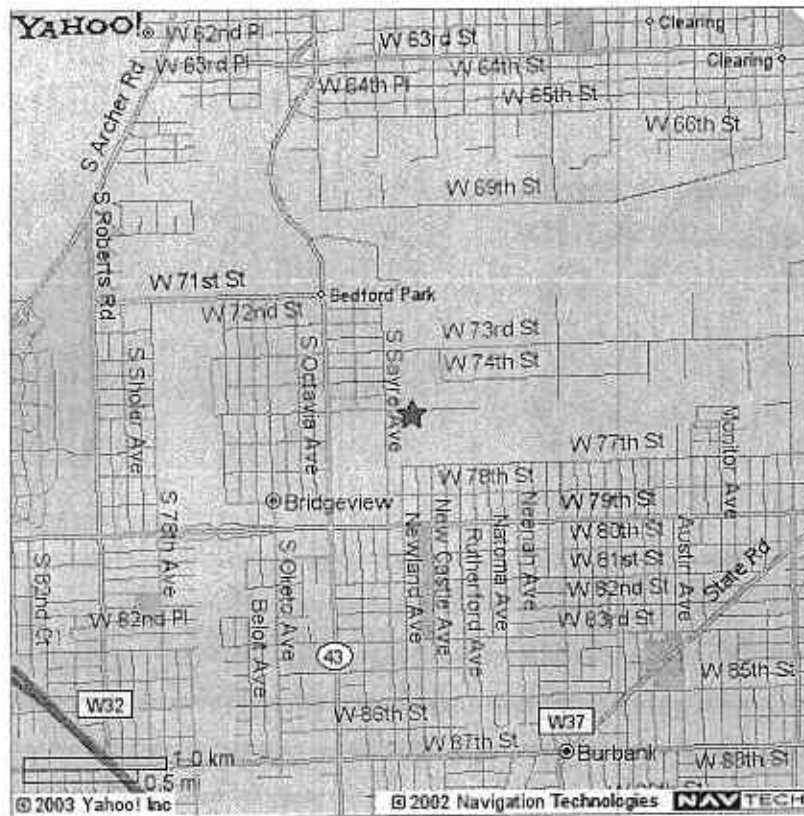 YAHOO!
W 62nd Pl
W 63rd St
Clearing
W 63rd Pl
W 64th St
Clearing
W 64th Pl
W 65th St
S Archer Rd
W 66th St
W 69th St
S Roberts Rd
W 71st St
Bedford Park
W 72nd St
W 73rd St
W 74th St
S Octavia Ave
S Sayre Ave
W 77th St
Monitor Ave
W 78th St
Bridgeview
W 79th St
S 78th Ave
Newland Ave
New Castle Ave
Rutherford Ave
Natoma Ave
Neenah Ave
W 80th St
W 81st St
Austin Ave
State Rd
S 82nd Ct
S Oketo Ave
W 82nd St
W 82nd Pl
Beloit Ave
W 83rd St
43
W 85th St
W32
W 86th St
W37
W 87th St
Burbank
W 88th St
1.0 km
0.5 mi
© 2003 Yahoo! Inc
© 2002 Navigation Technologies NAVTECH